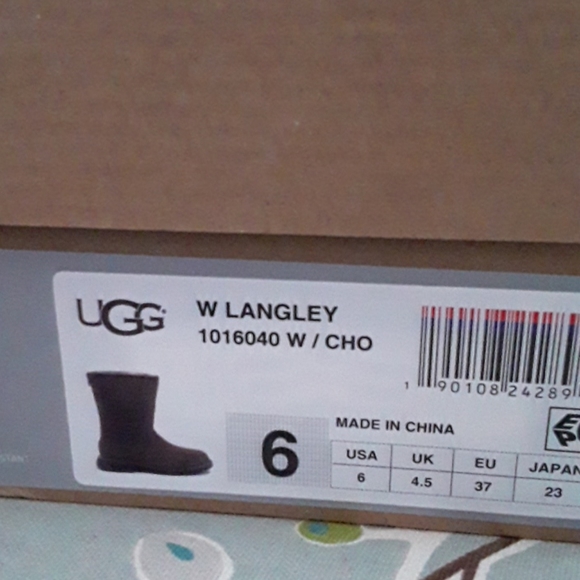 UGG
W LANGLEY
1016040 W / CHO
1 90108 24289
6
MADE IN CHINA
USA UK EU JAPAN
6 4.5 37 23